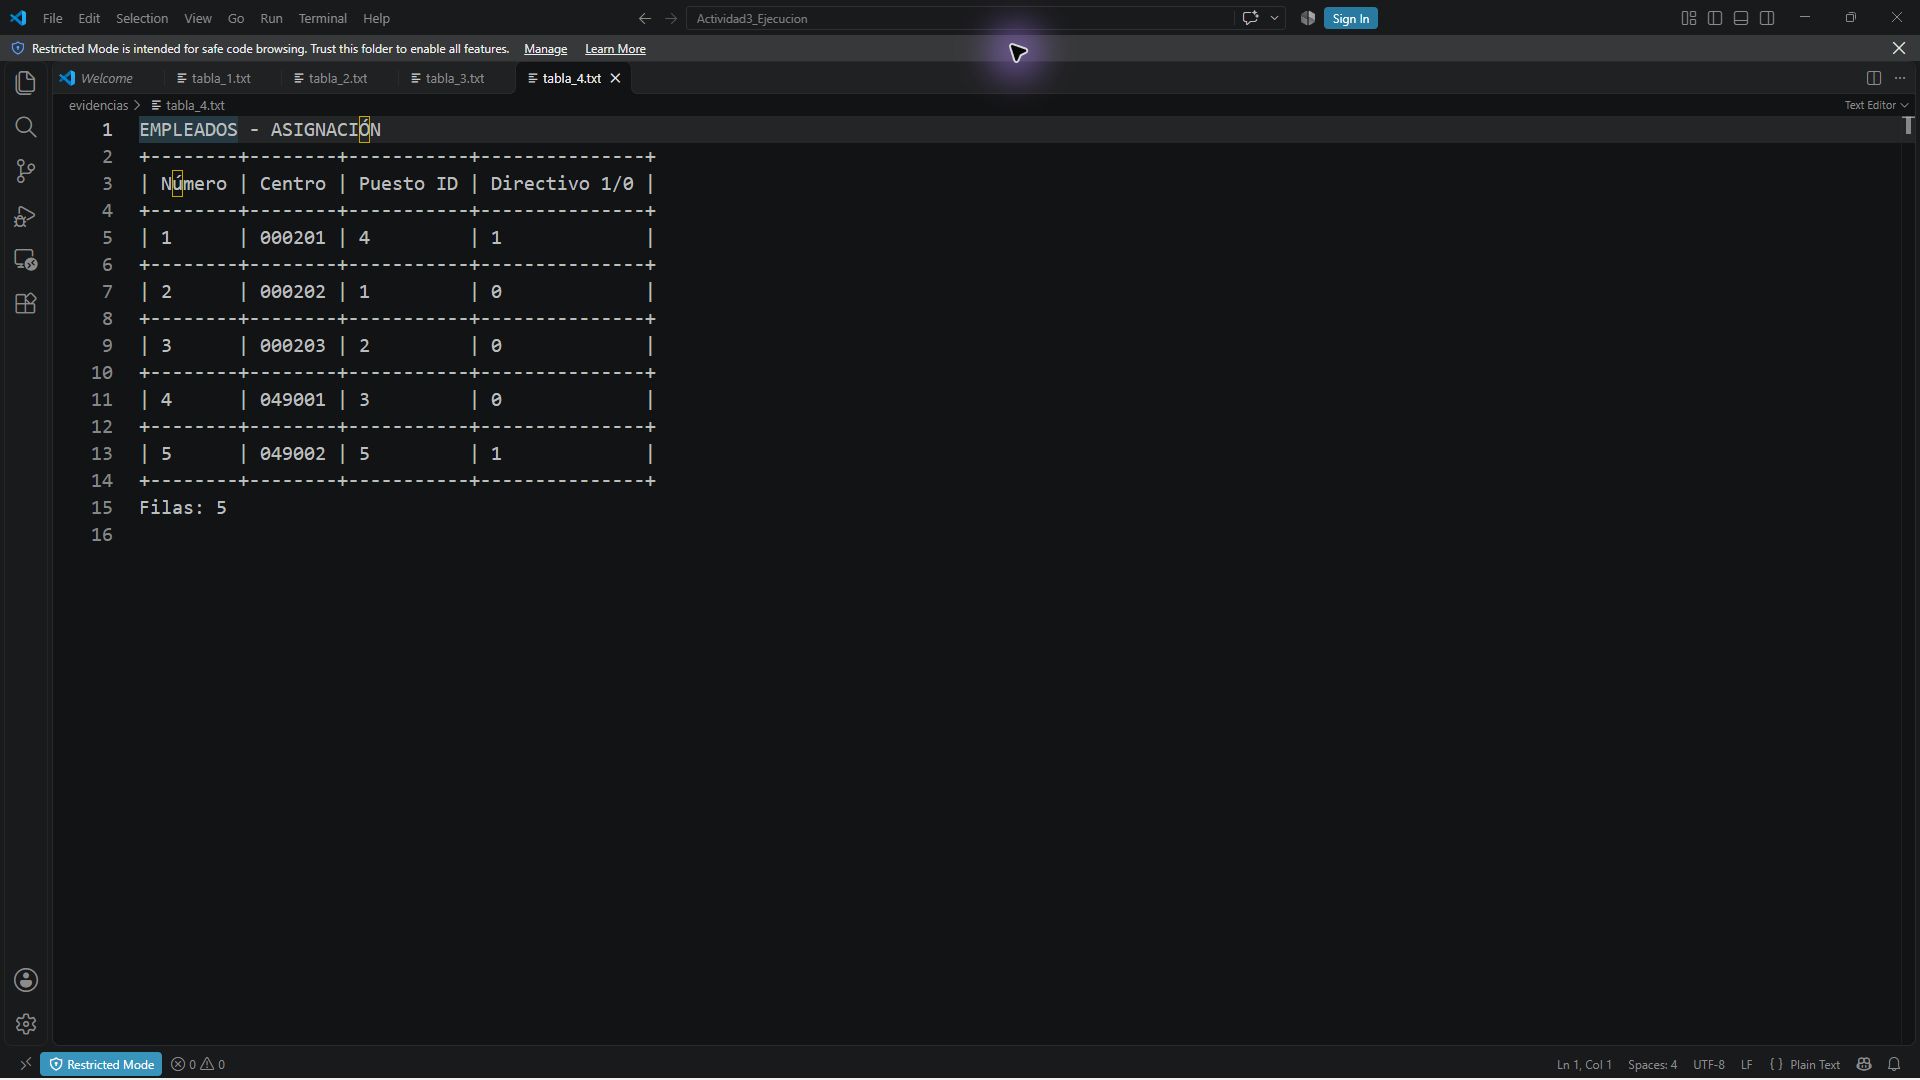 File Edit Selection View Go Run Terminal Help Actividad3_Ejecucion Sign In
Restricted Mode is intended for safe code browsing. Trust this folder to enable all features. Manage Learn More
Welcome tabla_1.txt tabla_2.txt tabla_3.txt tabla_4.txt
evidencias > tabla_4.txt Text Editor
1 EMPLEADOS - ASIGNACIÓN
2 +--------+--------+-----------+---------------+
3 | Número | Centro | Puesto ID | Directivo 1/0 |
4 +--------+--------+-----------+---------------+
5 | 1      | 000201 | 4         | 1             |
6 +--------+--------+-----------+---------------+
7 | 2      | 000202 | 1         | 0             |
8 +--------+--------+-----------+---------------+
9 | 3      | 000203 | 2         | 0             |
10 +--------+--------+-----------+---------------+
11 | 4      | 049001 | 3         | 0             |
12 +--------+--------+-----------+---------------+
13 | 5      | 049002 | 5         | 1             |
14 +--------+--------+-----------+---------------+
15 Filas: 5
16
Restricted Mode 0 0 Ln 1, Col 1 Spaces: 4 UTF-8 LF {} Plain Text